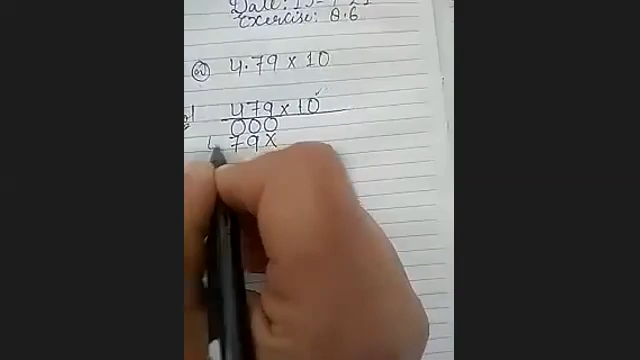 Exercise: 8.6
4.79 × 10
479 × 10
000
79×